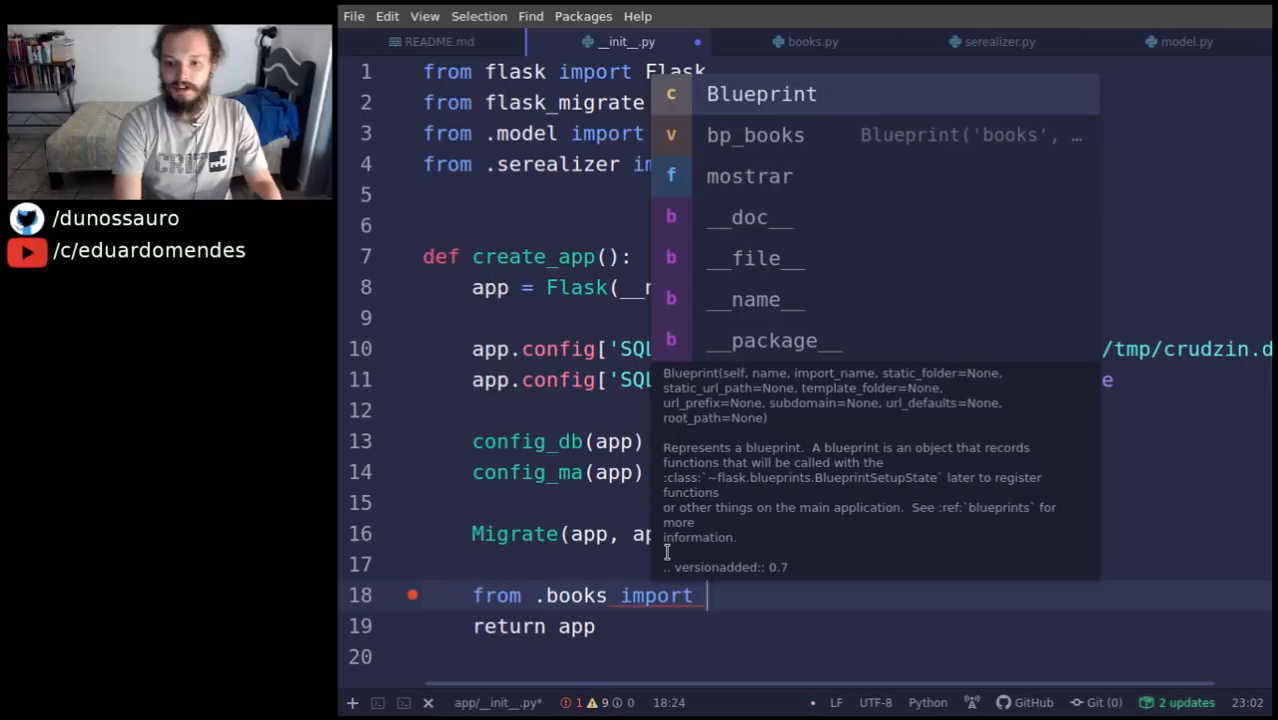 File Edit View Selection Find Packages Help
README.md __init__.py books.py serealizer.py model.py
/dunossauro
/c/eduardomendes
1 from flask import Flask
2 from flask_migrate
3 from .model import
4 from .serealizer
5
6
7 def create_app():
8 app = Flask(
9
10 app.config['SQL /tmp/crudzin.d
11 app.config['SQL e
12
13 config_db(app)
14 config_ma(app)
15
16 Migrate(app,
17
18 from .books import
19 return app
20
c Blueprint
v bp_books Blueprint('books', …
f mostrar
b __doc__
b __file__
b __name__
b __package__
Blueprint(self, name, import_name, static_folder=None,
static_url_path=None, template_folder=None,
url_prefix=None, subdomain=None, url_defaults=None,
root_path=None)
Represents a blueprint. A blueprint is an object that records
functions that will be called with the
:class:`~flask.blueprints.BlueprintSetupState` later to register
functions
or other things on the main application. See :ref:`blueprints` for
more
information.
.. versionadded:: 0.7
app/__init__.py* 1 9 0 18:24 LF UTF-8 Python GitHub Git (0) 2 updates 23:02